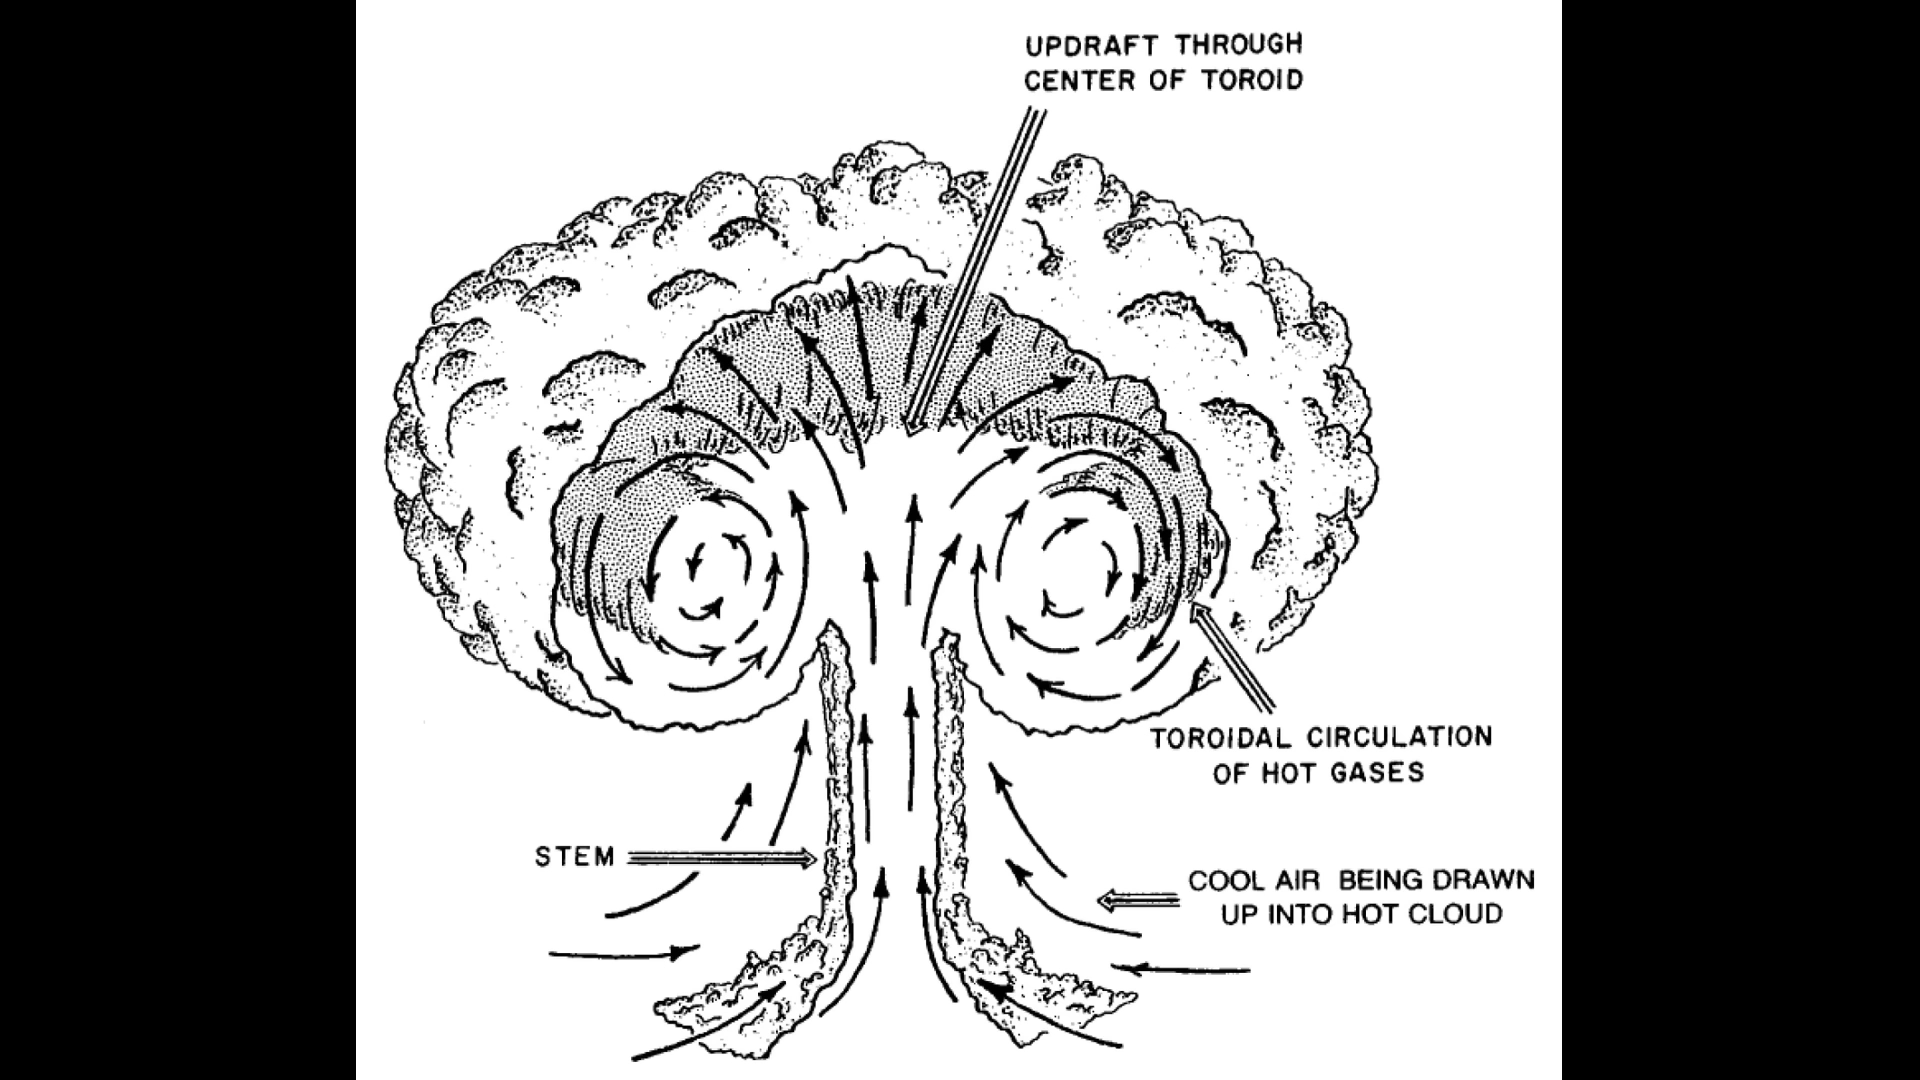 UPDRAFT THROUGH
CENTER OF TOROID
TOROIDAL CIRCULATION
OF HOT GASES
STEM
COOL AIR BEING DRAWN
UP INTO HOT CLOUD